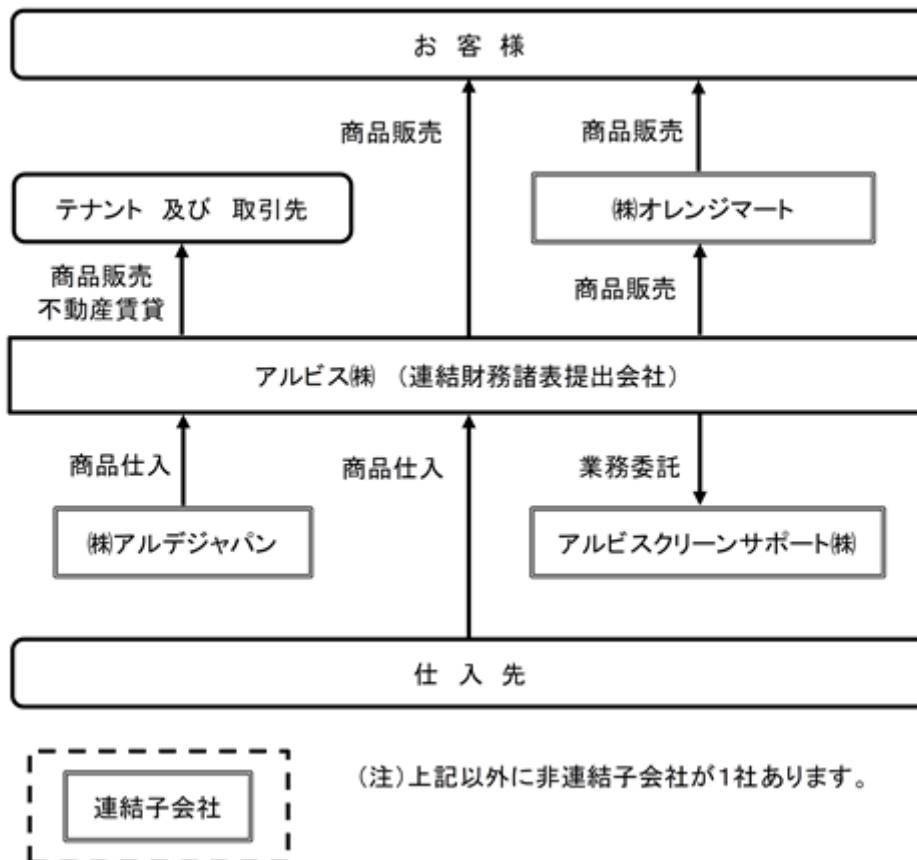 お 客 様
商品販売
商品販売
テナント 及び 取引先
㈱オレンジマート
商品販売
不動産賃貸
商品販売
アルビス㈱ （連結財務諸表提出会社）
商品仕入
商品仕入
業務委託
㈱アルデジャパン
アルビスクリーンサポート㈱
仕 入 先
連結子会社
（注）上記以外に非連結子会社が1社あります。